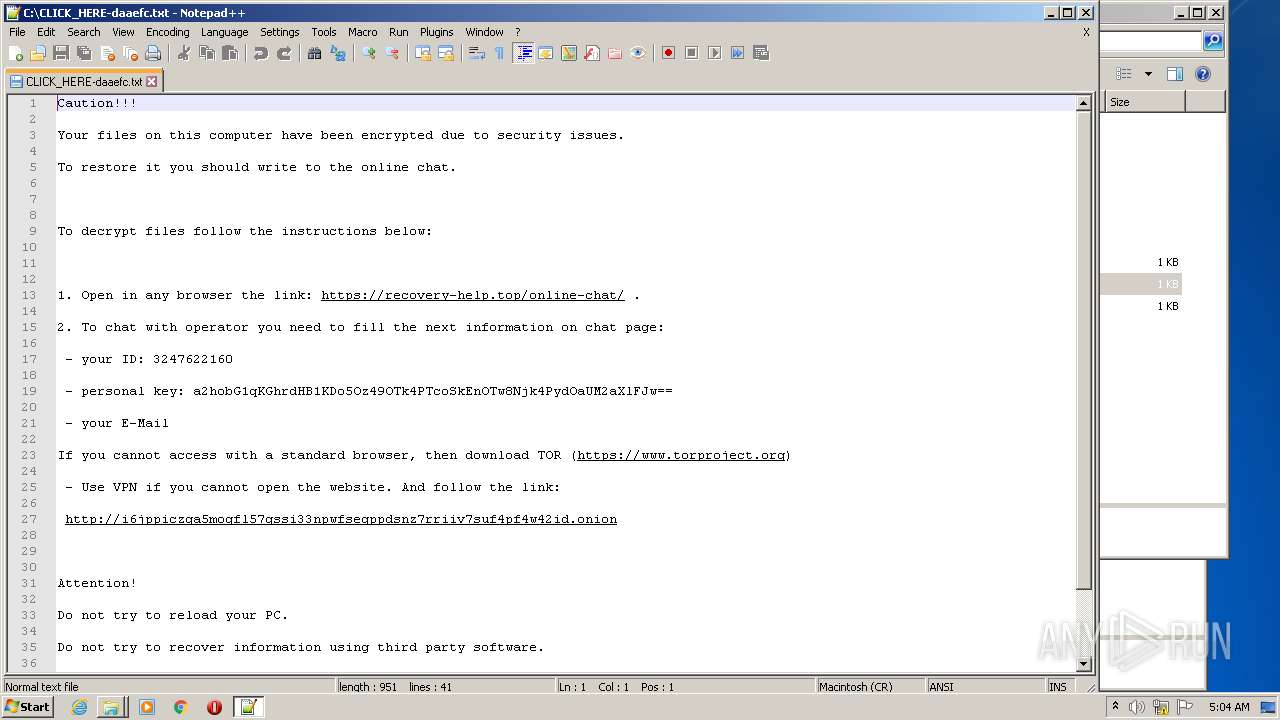 C:\CLICK_HERE-daaefc.txt - Notepad++
File Edit Search View Encoding Language Settings Tools Macro Run Plugins Window X
CLICK_HERE-daaefc.txt
Size
1 Caution!!!
2
3 Your files on this computer have been encrypted due to security issues.
4
5 To restore it you should write to the online chat.
6
7
8
9 To decrypt files follow the instructions below:
10
11
12
13 1. Open in any browser the link: https://recovery-help.top/online-chat/ .
14
15 2. To chat with operator you need to fill the next information on chat page:
16
17 - your ID: 3247622160
18
19 - personal key: a2hobG1qKGhrdHB1KDo5Oz49OTk4PTcoSkEnOTw8Njk4PydOaUM2aXlFJw==
20
21 - your E-Mail
22
23 If you cannot access with a standard browser, then download TOR (https://www.torproject.org)
24
25 - Use VPN if you cannot open the website. And follow the link:
26
27 http://i6jppiczqa5moqfl57gssi33npwfseqppdsnz7rriiv7suf4pf4w42id.onion
28
29
30
31 Attention!
32
33 Do not try to reload your PC.
34
35 Do not try to recover information using third party software.
36
1 KB
1 KB
1 KB
ANY RUN
Normal text file length : 951 lines : 41 Ln : 1 Col : 1 Pos : 1 Macintosh (CR) ANSI INS
Start 5:04 AM